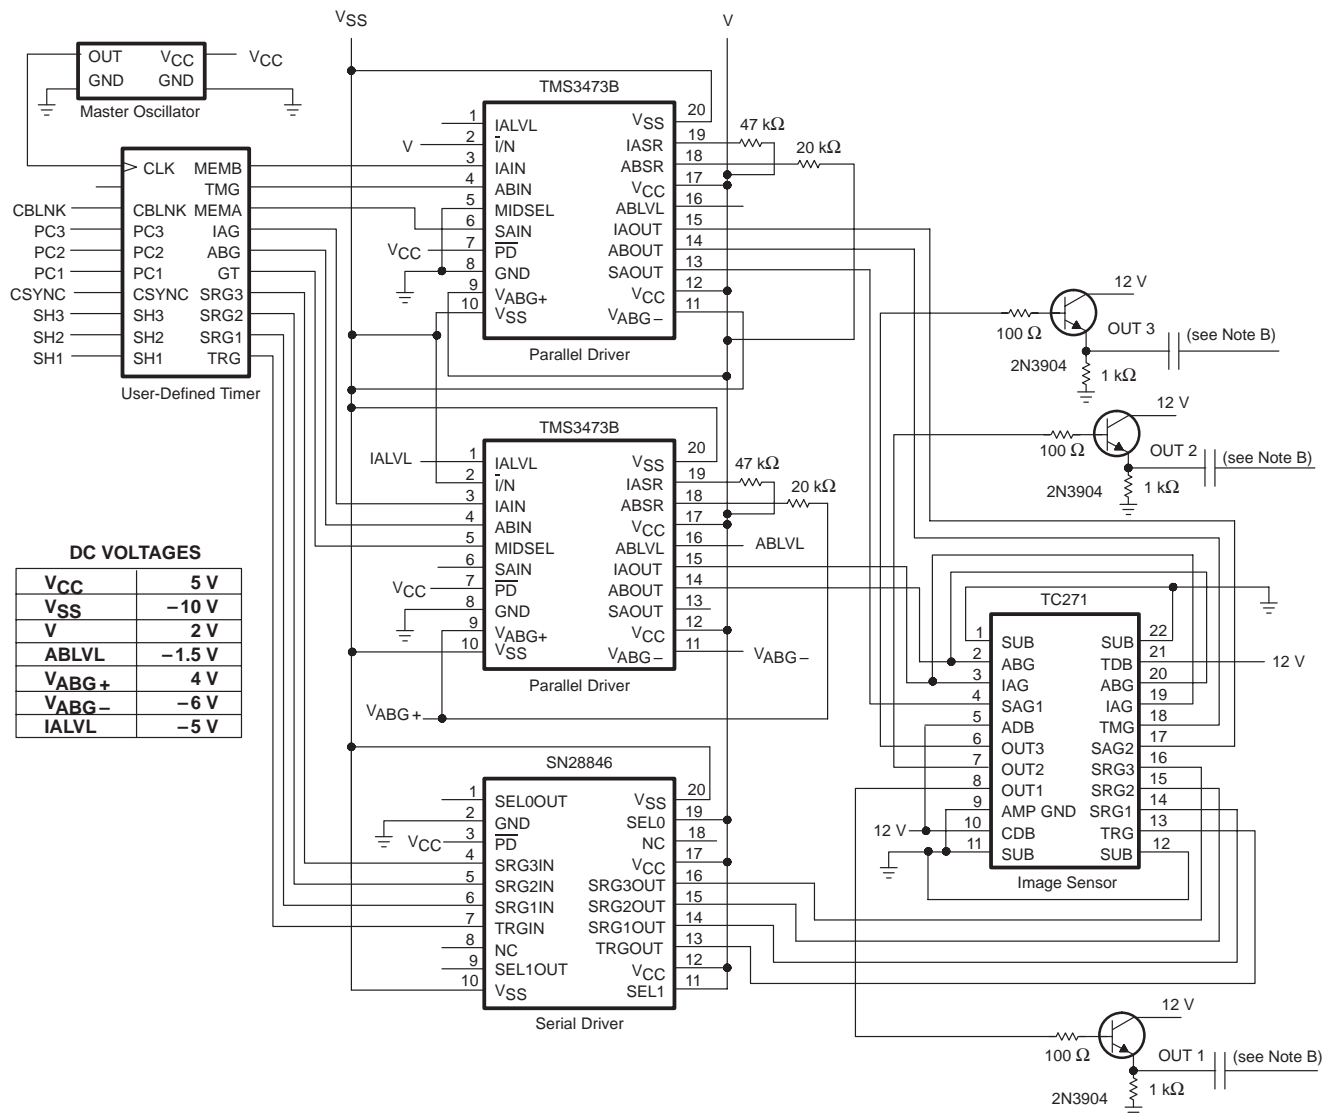 VSS
V
OUT VCC
GND GND
VCC
Master Oscillator
CLK MEMB
TMG
CBLNK CBLNK MEMA
PC3 PC3 IAG
PC2 PC2 ABG
PC1 PC1 GT
CSYNC CSYNC SRG3
SH3 SH3 SRG2
SH2 SH2 SRG1
SH1 SH1 TRG
User-Defined Timer
TMS3473B
1 IALVL VSS 20
V 2 I/N IASR 19 47 kΩ
3 IAIN ABSR 18 20 kΩ
4 ABIN VCC 17
5 MIDSEL ABLVL 16
6 SAIN IAOUT 15
VCC 7 PD ABOUT 14
8 GND SAOUT 13
9 VABG+ VCC 12
10 VSS VABG− 11
Parallel Driver
TMS3473B
IALVL 1 IALVL VSS 20
2 I/N IASR 19 47 kΩ
3 IAIN ABSR 18 20 kΩ
4 ABIN VCC 17
5 MIDSEL ABLVL 16 ABLVL
6 SAIN IAOUT 15
VCC 7 PD ABOUT 14
8 GND SAOUT 13
9 VABG+ VCC 12
10 VSS VABG− 11 VABG−
Parallel Driver
VABG+
SN28846
1 SEL0OUT VSS 20
2 GND SEL0 19
VCC 3 PD NC 18
4 SRG3IN VCC 17
5 SRG2IN SRG3OUT 16
6 SRG1IN SRG2OUT 15
7 TRGIN SRG1OUT 14
8 NC TRGOUT 13
9 SEL1OUT VCC 12
10 VSS SEL1 11
Serial Driver
DC VOLTAGES
VCC 5 V
VSS −10 V
V 2 V
ABLVL −1.5 V
VABG+ 4 V
VABG− −6 V
IALVL −5 V
12 V
100 Ω OUT 3 (see Note B)
2N3904 1 kΩ
12 V
100 Ω OUT 2 (see Note B)
2N3904 1 kΩ
TC271
1 SUB SUB 22
2 ABG TDB 21 12 V
3 IAG ABG 20
4 SAG1 IAG 19
5 ADB TMG 18
6 OUT3 SAG2 17
7 OUT2 SRG3 16
8 OUT1 SRG2 15
9 AMP GND SRG1 14
12 V 10 CDB TRG 13
11 SUB SUB 12
Image Sensor
12 V
100 Ω OUT 1 (see Note B)
2N3904 1 kΩ